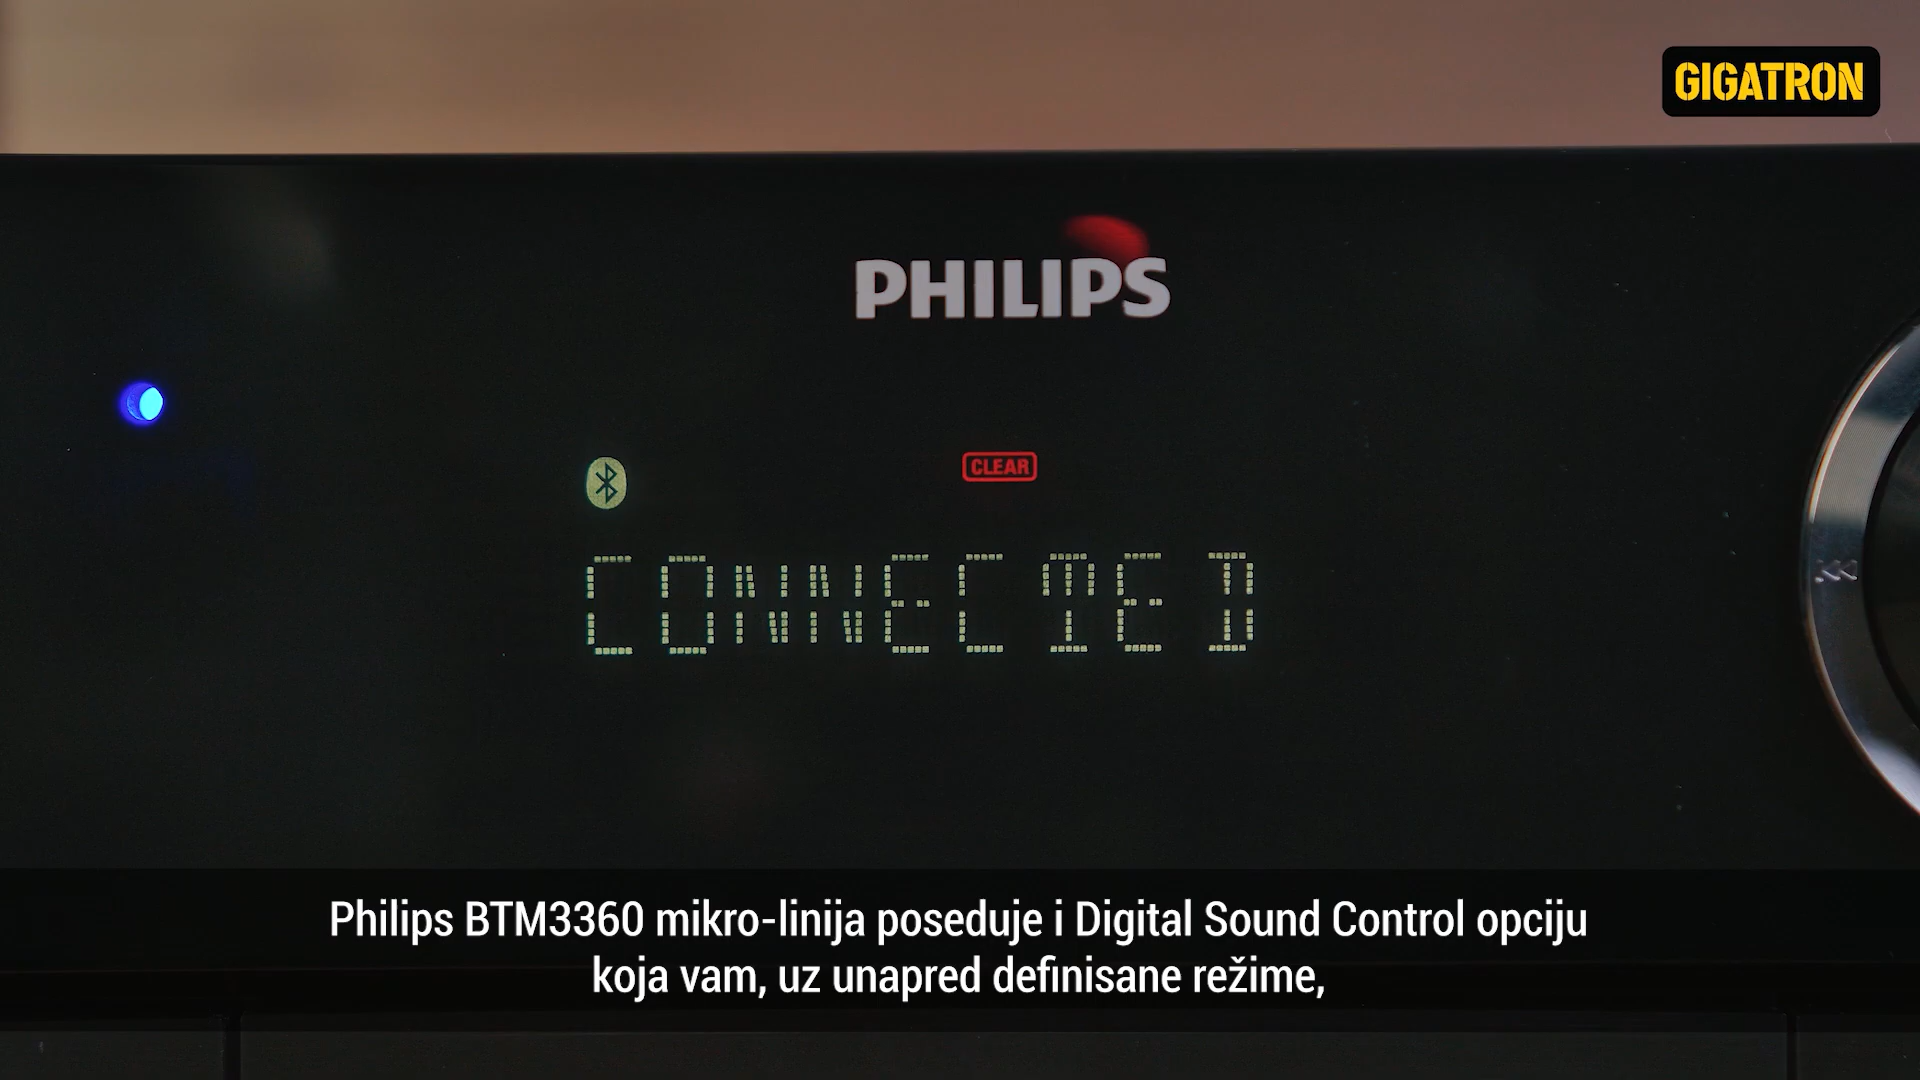 GIGATRON
PHILIPS
CLEAR
CONNECTED
Philips BTM3360 mikro-linija poseduje i Digital Sound Control opciju
koja vam, uz unapred definisane režime,